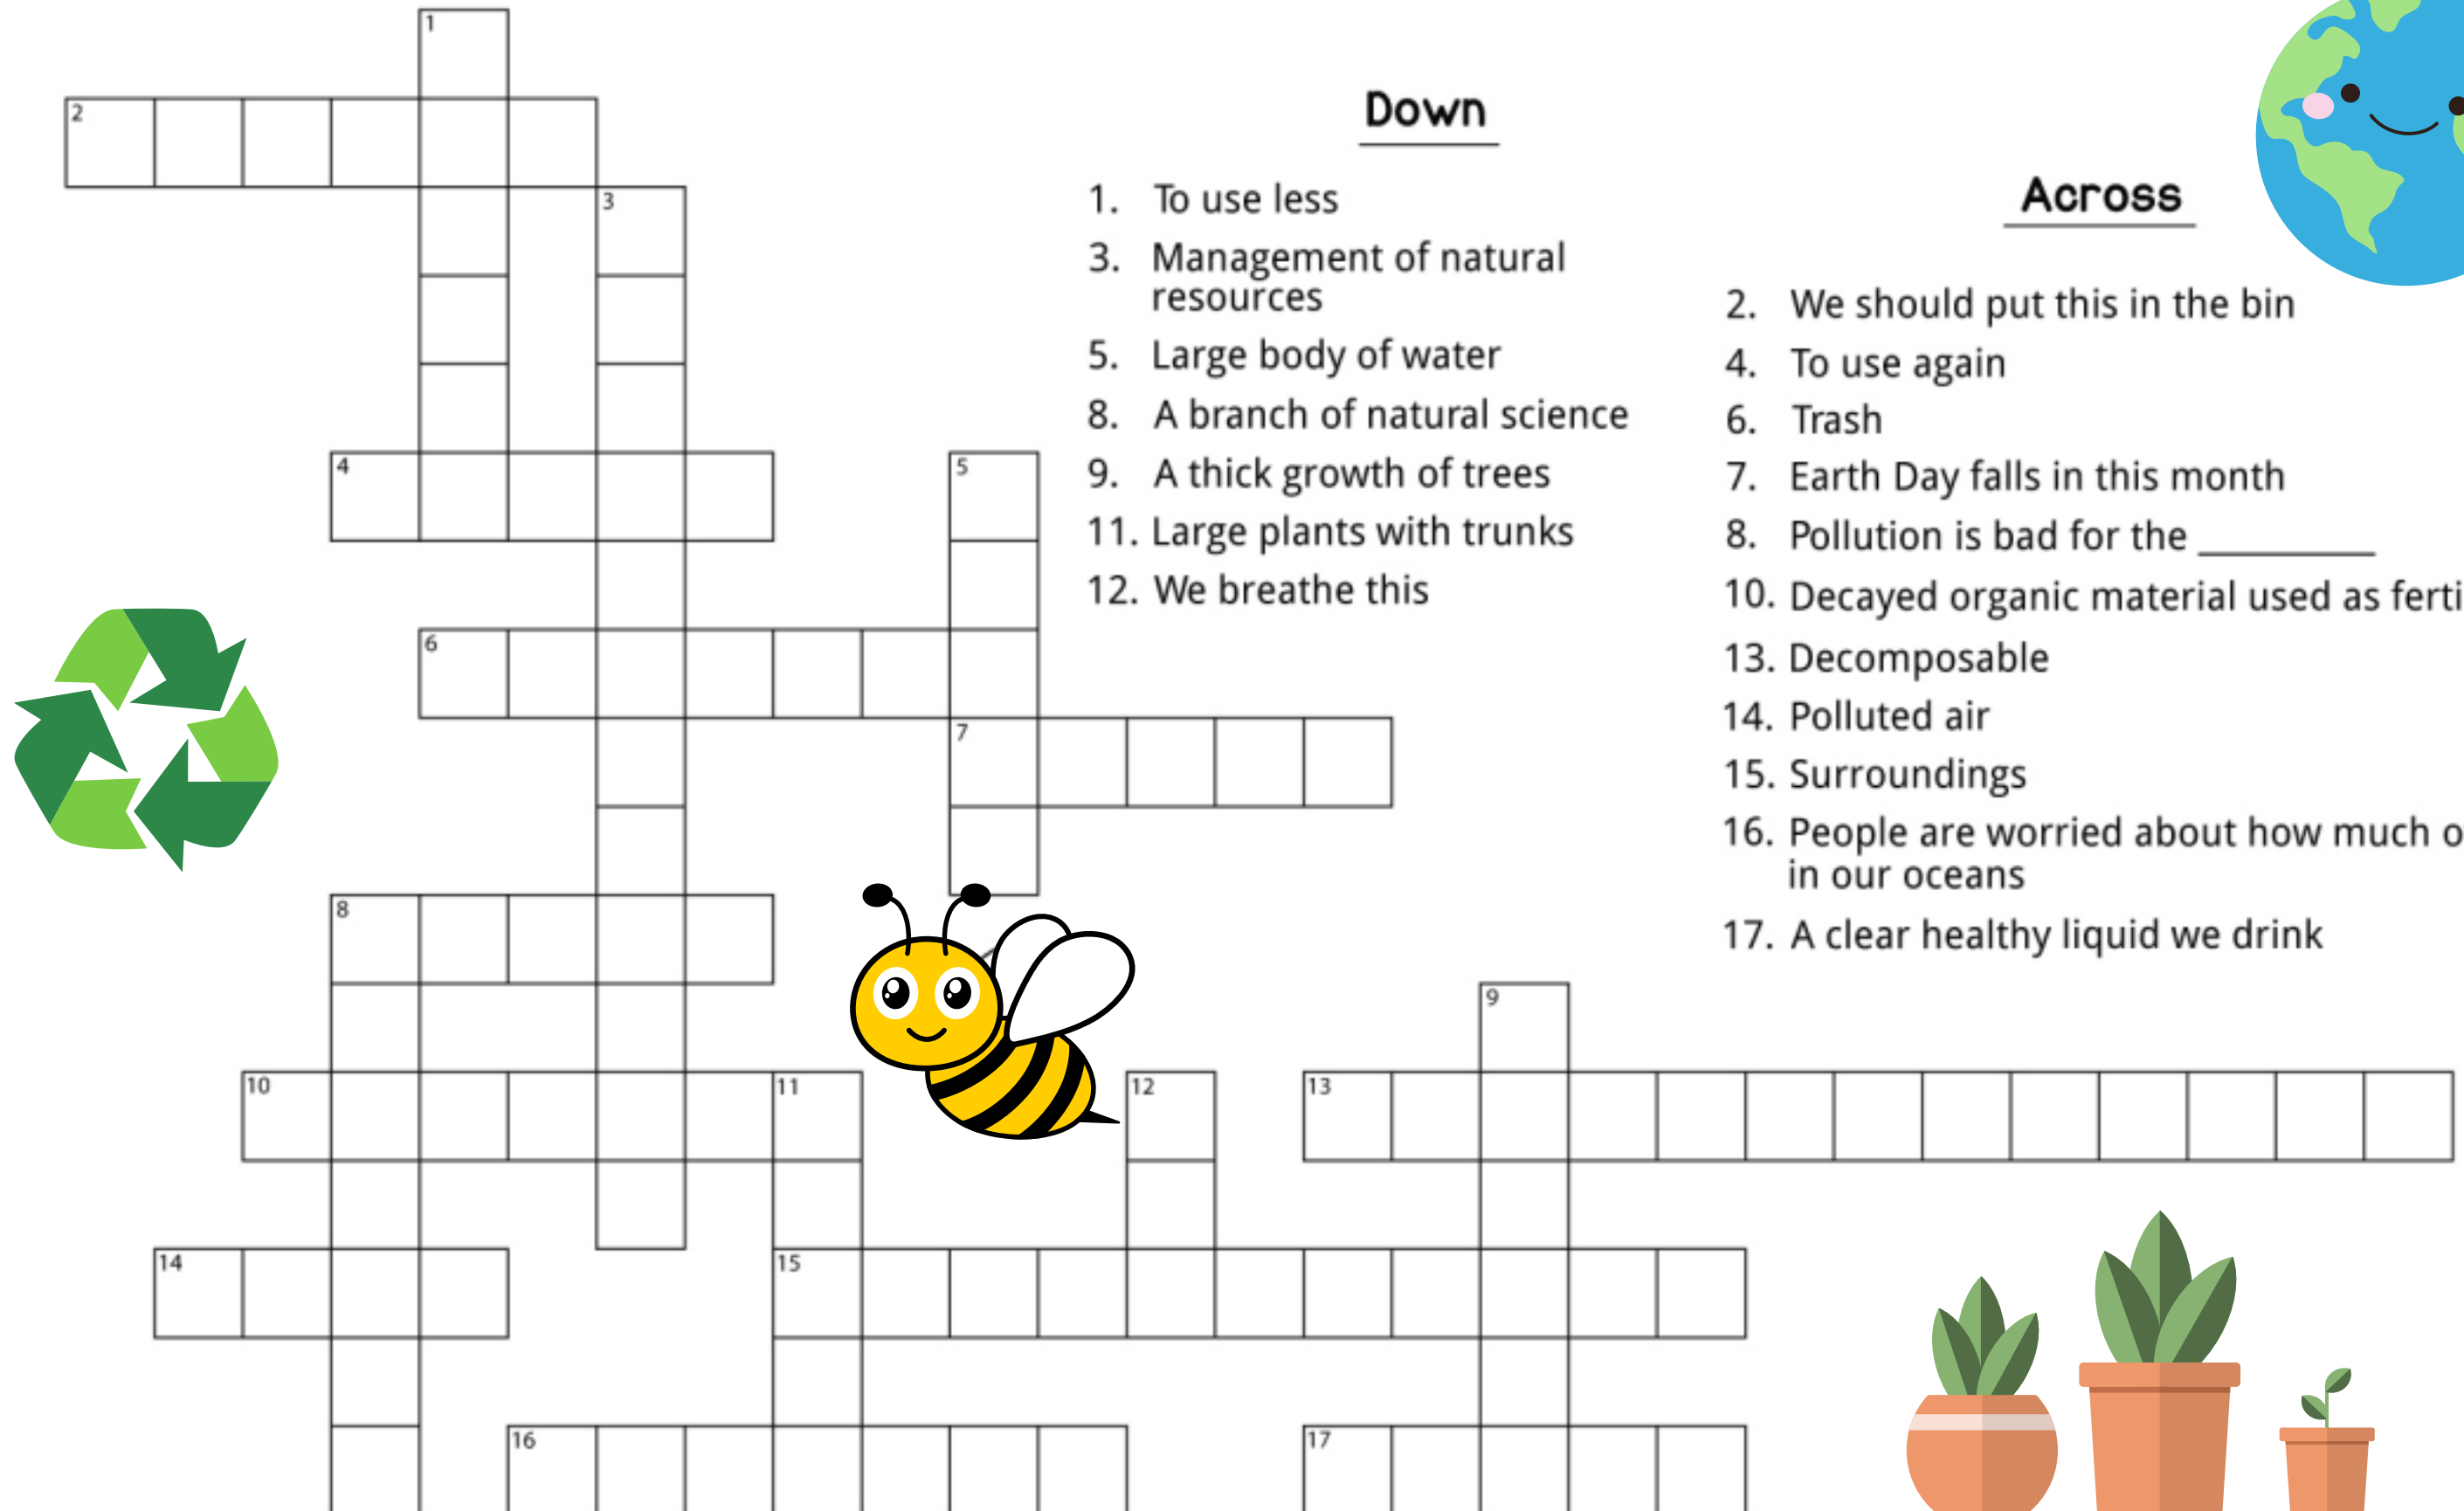 1
2
3
4
5
6
7
8
9
10
11
12
13
14
15
16
17
Down
1. To use less
3. Management of natural
resources
5. Large body of water
8. A branch of natural science
9. A thick growth of trees
11. Large plants with trunks
12. We breathe this
Across
2. We should put this in the bin
4. To use again
6. Trash
7. Earth Day falls in this month
8. Pollution is bad for the __________
10. Decayed organic material used as ferti
13. Decomposable
14. Polluted air
15. Surroundings
16. People are worried about how much o
in our oceans
17. A clear healthy liquid we drink